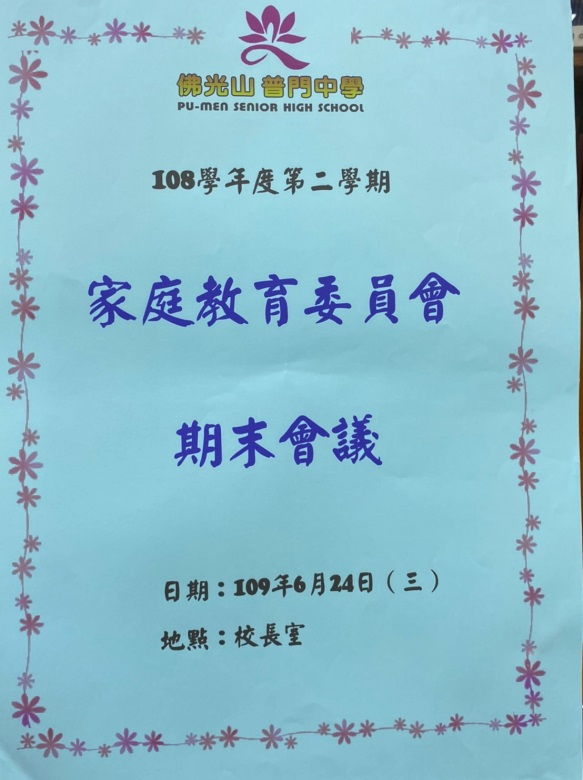 佛光山 普門中學
PU-MEN SENIOR HIGH SCHOOL
108學年度第二學期
家庭教育委員會
期末會議
日期：109年6月24日（三）
地點：校長室